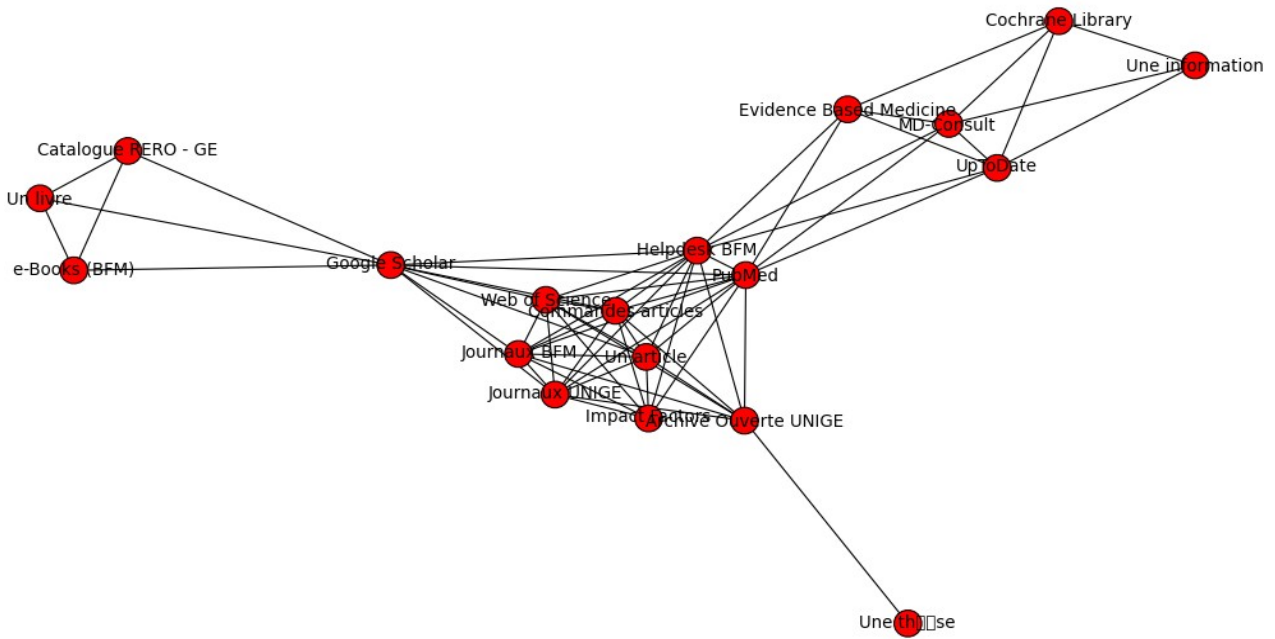 Cochrane Library
Une information
Evidence Based Medicine
MD-Consult
Catalogue RERO - GE
UpToDate
Un livre
Helpdesk BFM
Google Scholar
e-Books (BFM)
PubMed
Web of Science
Commandes articles
Journaux BFM
Un article
Journaux UNIGE
Impact Factors
Archive Ouverte UNIGE
Une th▯▯se